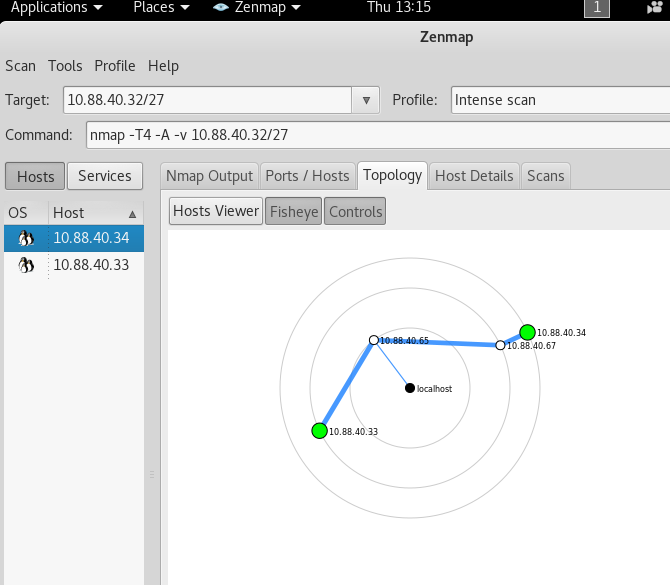 Applications Places Zenmap Thu 13:15 1
Zenmap
Scan Tools Profile Help
Target: 10.88.40.32/27 Profile: Intense scan
Command: nmap -T4 -A -v 10.88.40.32/27
Hosts Services Nmap Output Ports / Hosts Topology Host Details Scans
OS Host
10.88.40.34
10.88.40.33
Hosts Viewer Fisheye Controls
10.88.40.34
10.88.40.65
10.88.40.67
localhost
10.88.40.33